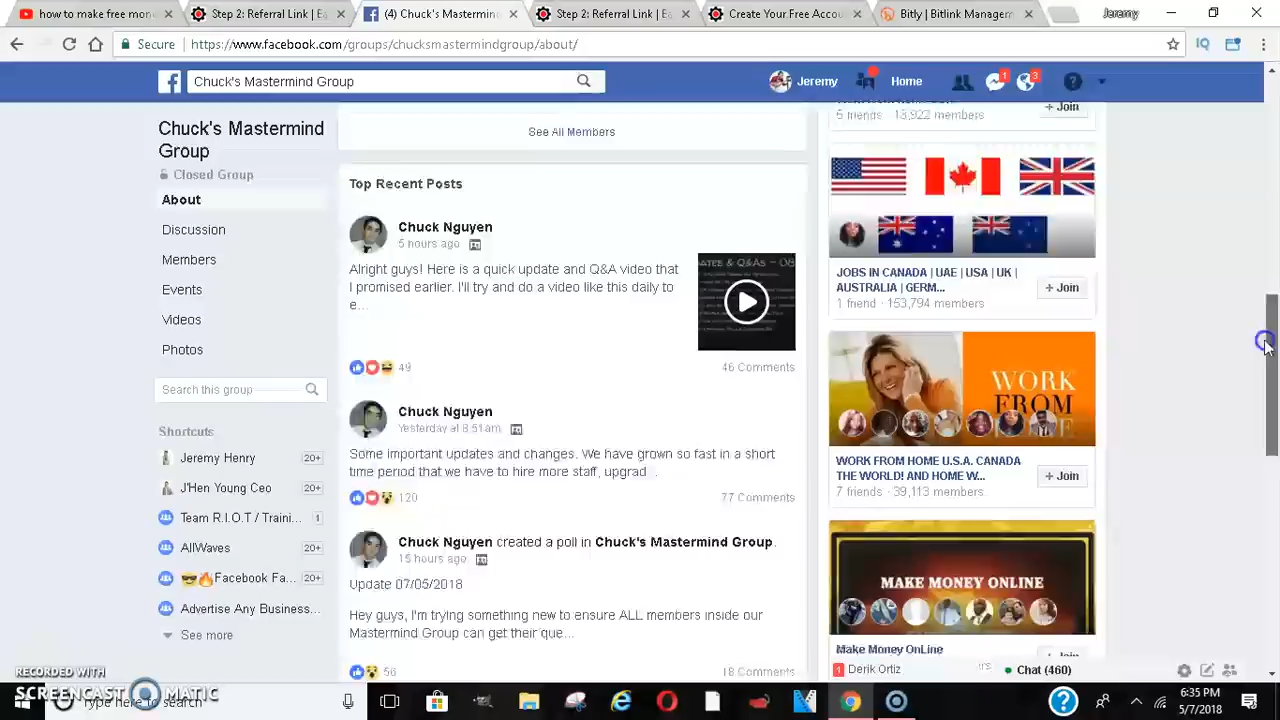 how to make free mone
Step 2: Referral Link | Ea
(4) Chuck's Mastermind G
Step 2: Referral Link | Ea
Create Your Free Accou
Bitly | Bitlink Managem
Jeremy
Secure
https://www.facebook.com/groups/chucksmastermindgroup/about/
Chuck's Mastermind Group
Jeremy
Home
1
3
Chuck's Mastermind
Group
Closed Group
About
Discussion
Members
Events
Videos
Photos
Search this group
Shortcuts
Jeremy Henry 20+
J'Hen Young Ceo 20+
Team R.I.O.T / Traini... 1
AllWaves 20+
Facebook Fa... 20+
Advertise Any Business...
See more
See All Members
Top Recent Posts
Chuck Nguyen
5 hours ago
Alright guys! Here is a quick update and Q&A video that
I promised earlier. I'll try and do a video like this daily to
e...
49
46 Comments
Chuck Nguyen
Yesterday at 8:51am
Some important updates and changes. We have grown so fast in a short
time period that we have to hire more staff, upgrad...
120
77 Comments
Chuck Nguyen created a poll in Chuck's Mastermind Group.
15 hours ago
Update 07/05/2018
Hey guys, I'm trying something new to ensure ALL members inside our
Mastermind Group can get their que...
56
18 Comments
5 friends · 13,922 members
+ Join
JOBS IN CANADA | UAE | USA | UK |
AUSTRALIA | GERM...
1 friend · 153,794 members
+ Join
WORK
FROM
WORK FROM HOME U.S.A. CANADA
THE WORLD! AND HOME W...
7 friends · 39,113 members
+ Join
MAKE MONEY ONLINE
Make Money OnLine
1 Derik Ortiz
Chat (460)
RECORDED WITH
SCREENCAST MATIC
Type here to search
6:35 PM
5/7/2018